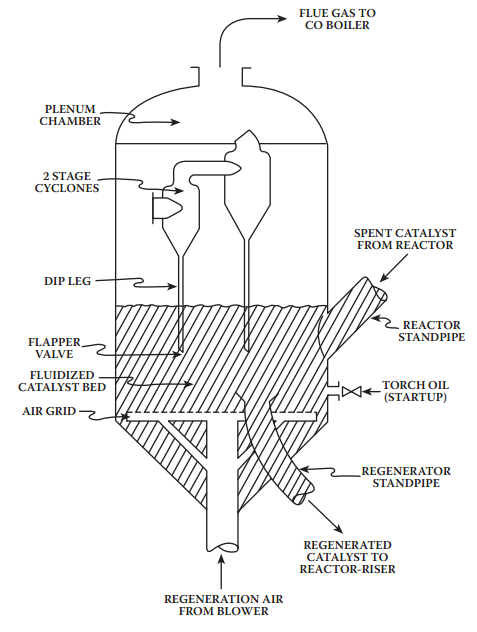 FLUE GAS TO
CO BOILER
PLENUM
CHAMBER
2 STAGE
CYCLONES
SPENT CATALYST
FROM REACTOR
DIP LEG
REACTOR
STANDPIPE
FLAPPER
VALVE
FLUIDIZED
CATALYST BED
TORCH OIL
(STARTUP)
AIR GRID
REGENERATOR
STANDPIPE
REGENERATED
CATALYST TO
REACTOR-RISER
REGENERATION AIR
FROM BLOWER